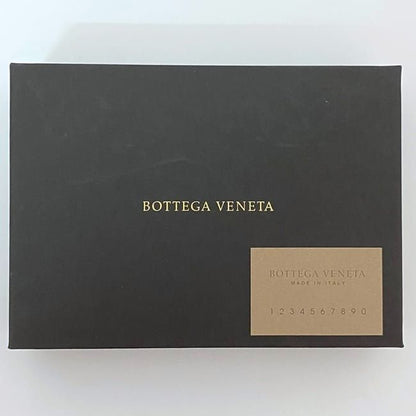 BOTTEGA VENETA
BOTTEGA VENETA
MADE IN ITALY
1234567890